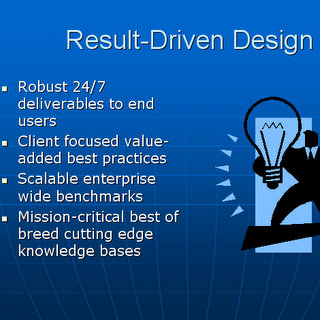 Result-Driven Design
Robust 24/7
deliverables to end
users
Client focused value-
added best practices
Scalable enterprise
wide benchmarks
Mission-critical best of
breed cutting edge
knowledge bases